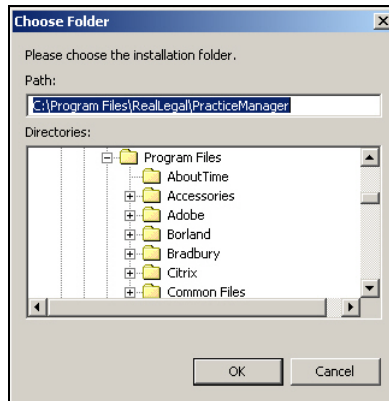 Choose Folder
Please choose the installation folder.
Path:
C:\Program Files\RealLegal\PracticeManager
Directories:
Program Files
AboutTime
Accessories
Adobe
Borland
Bradbury
Citrix
Common Files
OK Cancel